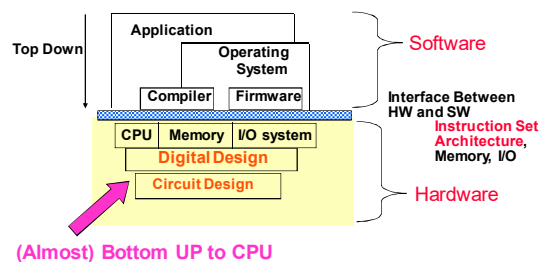 Application
Top Down
Operating
System
Software
Compiler
Firmware
Interface Between
HW and SW
Instruction Set
Architecture,
Memory, I/O
CPU
Memory
I/O system
Digital Design
Circuit Design
Hardware
(Almost) Bottom UP to CPU